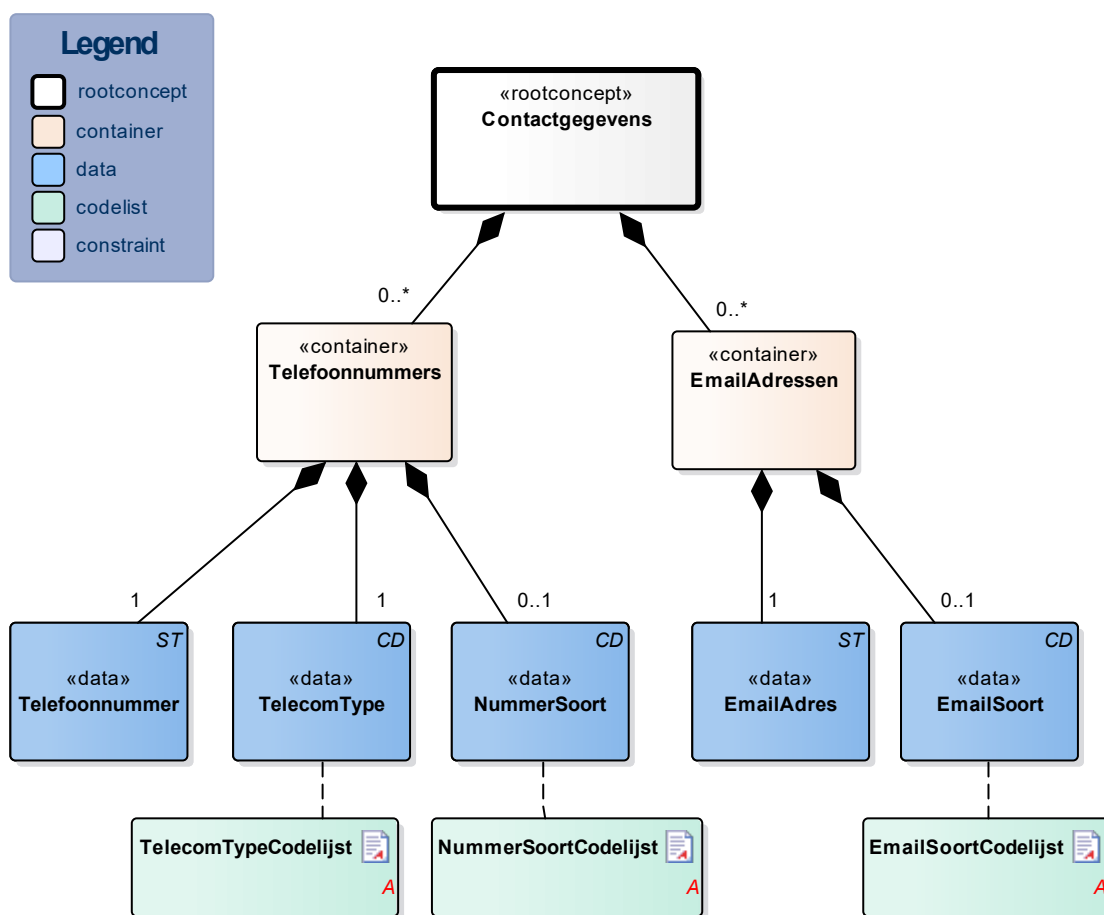 Legend
rootconcept
container
data
codelist
constraint
«rootconcept»
Contactgegevens
0..*
0..*
«container»
Telefoonnummers
«container»
EmailAdressen
1
1
0..1
1
0..1
ST
«data»
Telefoonnummer
CD
«data»
TelecomType
CD
«data»
NummerSoort
ST
«data»
EmailAdres
CD
«data»
EmailSoort
TelecomTypeCodelijst
A
NummerSoortCodelijst
A
EmailSoortCodelijst
A